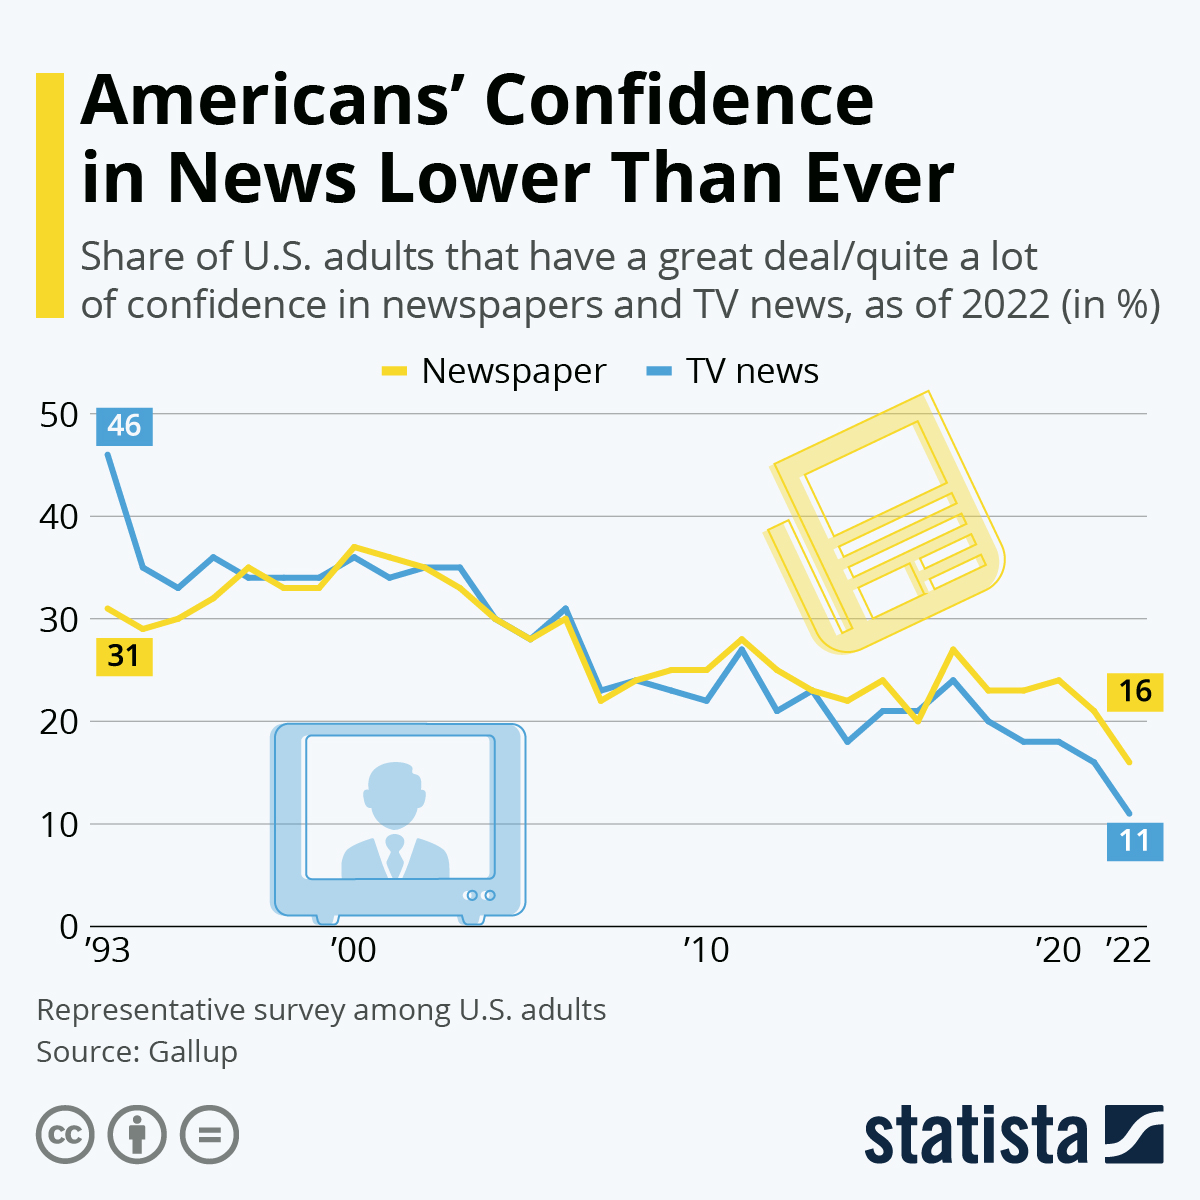 Americans’ Confidence
in News Lower Than Ever
Share of U.S. adults that have a great deal/quite a lot
of confidence in newspapers and TV news, as of 2022 (in %)
Newspaper TV news
50
46
40
30
31
16
20
10
11
0
’93 ’00 ’10 ’20 ’22
Representative survey among U.S. adults
Source: Gallup
cc
statista